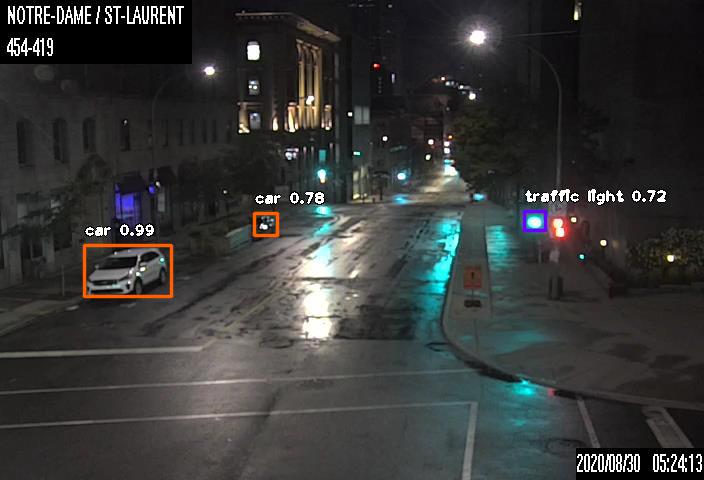 NOTRE-DAME / ST-LAURENT
454-419
traffic light 0.72
car 0.78
car 0.99
2020/08/30 05:24:13